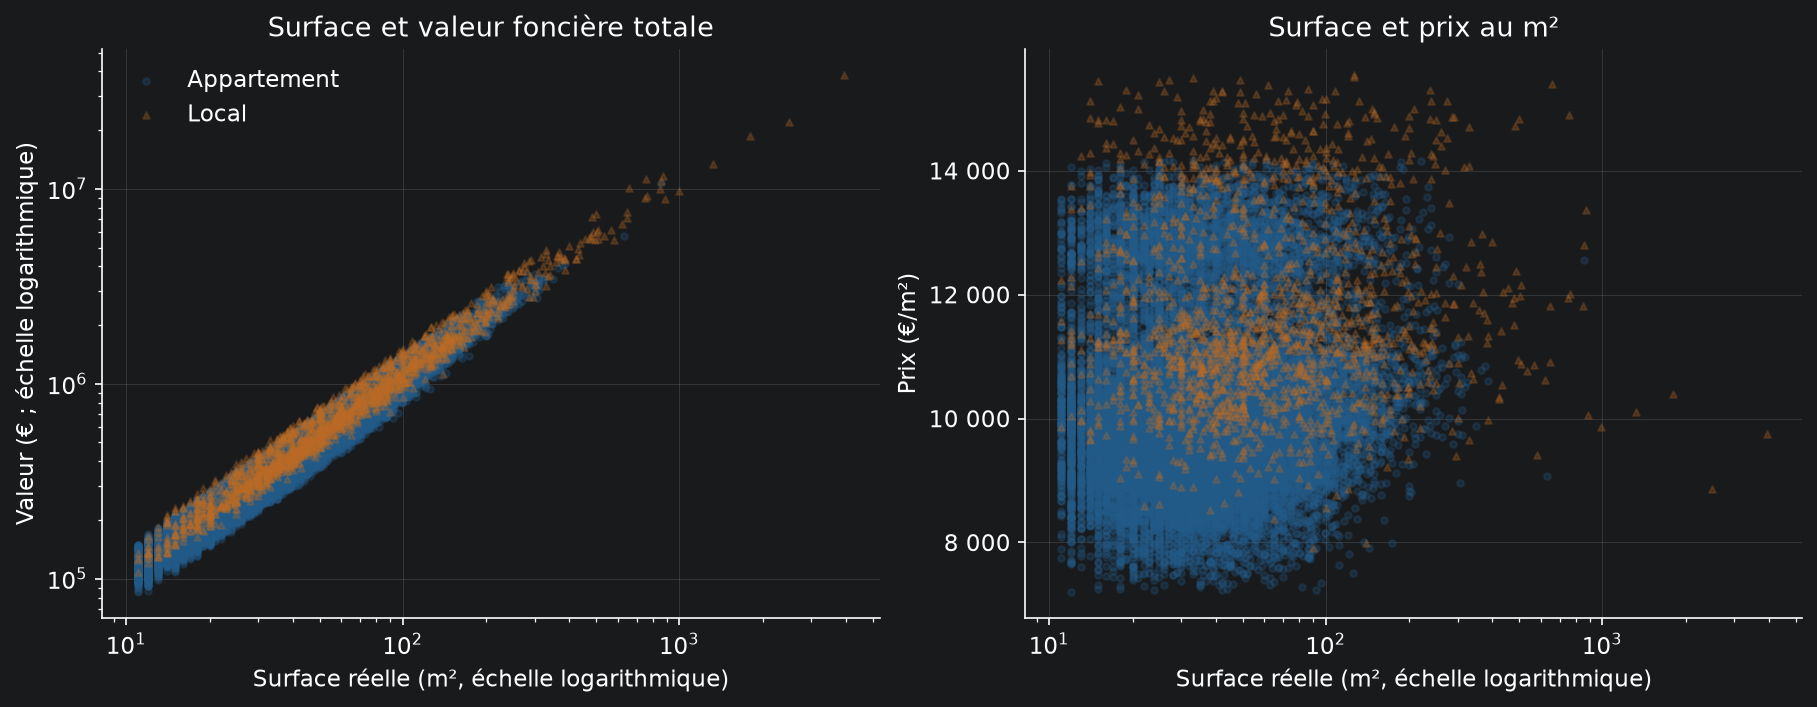 Surface et valeur foncière totale
Appartement
Local
Valeur (€ ; échelle logarithmique)
10⁷
10⁶
10⁵
10¹
10²
10³
Surface réelle (m², échelle logarithmique)
Surface et prix au m²
Prix (€/m²)
14 000
12 000
10 000
8 000
10¹
10²
10³
Surface réelle (m², échelle logarithmique)